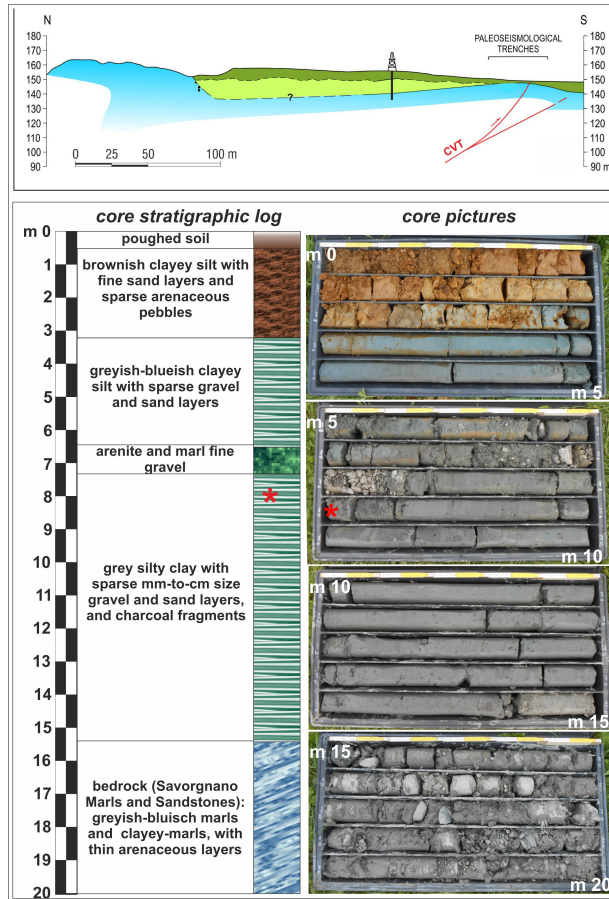 N S
PALEOSEISMOLOGICAL
TRENCHES
180 180
170 170
160 160
150 150
140 140
130 130
120 120
110 110
100 100
90 90 m
?
CVT
0 25 50 100 m
core stratigraphic log core pictures
m 0
1
2
3
4
5
6
7
8
9
10
11
12
13
14
15
16
17
18
19
20
poughed soil
brownish clayey silt with
fine sand layers and
sparse arenaceous
pebbles
greyish-blueish clayey
silt with sparse gravel
and sand layers
arenite and marl fine
gravel
*
grey silty clay with
sparse mm-to-cm size
gravel and sand layers,
and charcoal fragments
bedrock (Savorgnano
Marls and Sandstones):
greyish-bluisch marls
and clayey-marls, with
thin arenaceous layers
m 0
m 5
m 5
*
m 10
m 10
m 15
m 15
m 20